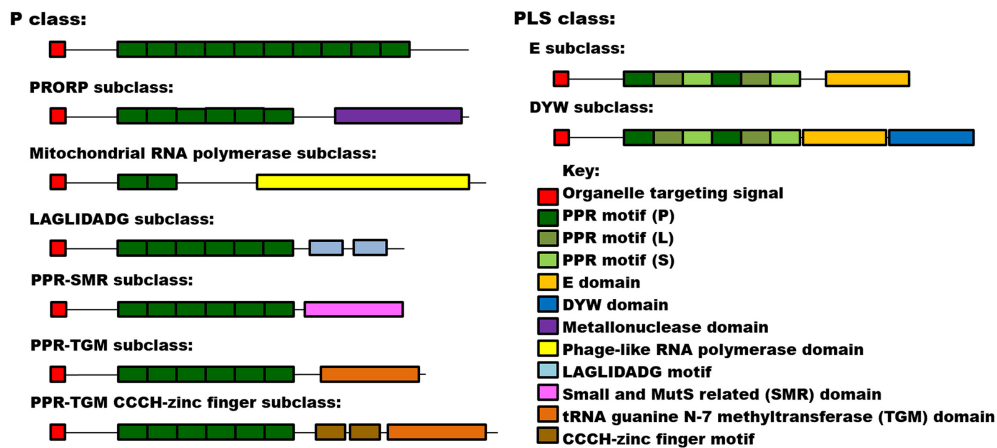 P class:
PRORP subclass:
Mitochondrial RNA polymerase subclass:
LAGLIDADG subclass:
PPR-SMR subclass:
PPR-TGM subclass:
PPR-TGM CCCH-zinc finger subclass:
PLS class:
E subclass:
DYW subclass:
Key:
Organelle targeting signal
PPR motif (P)
PPR motif (L)
PPR motif (S)
E domain
DYW domain
Metallonuclease domain
Phage-like RNA polymerase domain
LAGLIDADG motif
Small and MutS related (SMR) domain
tRNA guanine N-7 methyltransferase (TGM) domain
CCCH-zinc finger motif